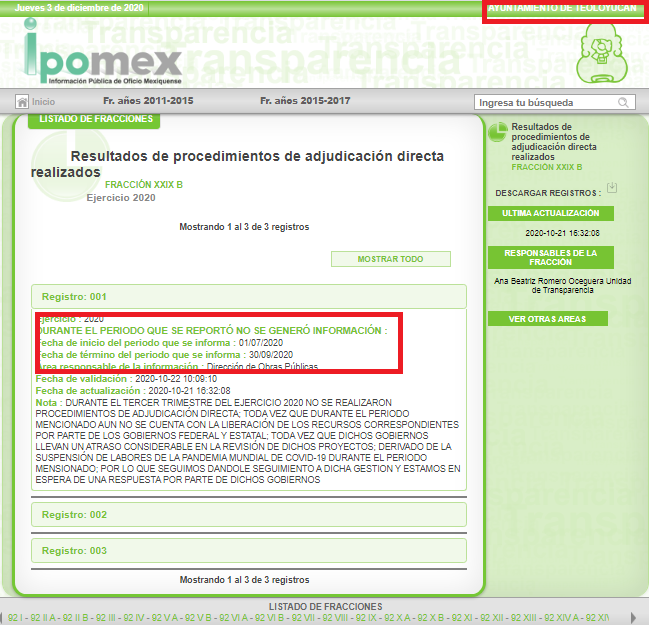 Jueves 3 de diciembre de 2020
AYUNTAMIENTO DE TEOLOYUCAN
ipomex
Información Pública de Oficio Mexiquense
Transparencia
Inicio
Fr. años 2011-2015
Fr. años 2015-2017
Ingresa tu búsqueda
LISTADO DE FRACCIONES
Resultados de procedimientos de adjudicación directa
realizados
FRACCIÓN XXIX B
Ejercicio 2020
Mostrando 1 al 3 de 3 registros
MOSTRAR TODO
Registro: 001
Ejercicio : 2020
DURANTE EL PERIODO QUE SE REPORTÓ NO SE GENERÓ INFORMACIÓN :
Fecha de inicio del periodo que se informa : 01/07/2020
Fecha de término del periodo que se informa : 30/09/2020
Área responsable de la información : Dirección de Obras Públicas
Fecha de validación : 2020-10-22 10:09:10
Fecha de actualización : 2020-10-21 16:32:08
Nota : DURANTE EL TERCER TRIMESTRE DEL EJERCICIO 2020 NO SE REALIZARON
PROCEDIMIENTOS DE ADJUDICACIÓN DIRECTA; TODA VEZ QUE DURANTE EL PERIODO
MENCIONADO AUN NO SE CUENTA CON LA LIBERACIÓN DE LOS RECURSOS CORRESPONDIENTES
POR PARTE DE LOS GOBIERNOS FEDERAL Y ESTATAL; TODA VEZ QUE DICHOS GOBIERNOS
LLEVAN UN ATRASO CONSIDERABLE EN LA REVISIÓN DE DICHOS PROYECTOS; DERIVADO DE LA
SUSPENSIÓN DE LABORES DE LA PANDEMIA MUNDIAL DE COVID-19 DURANTE EL PERIODO
MENSIONADO; POR LO QUE SEGUIMOS DANDOLE SEGUIMIENTO A DICHA GESTION Y ESTAMOS EN
ESPERA DE UNA RESPUESTA POR PARTE DE DICHOS GOBIERNOS
Registro: 002
Registro: 003
Mostrando 1 al 3 de 3 registros
Resultados de
procedimientos de
adjudicación directa
realizados
FRACCIÓN XXIX B
DESCARGAR REGISTROS :
ULTIMA ACTUALIZACIÓN
2020-10-21 16:32:08
RESPONSABLES DE LA
FRACCIÓN
Ana Beatriz Romero Oceguera Unidad
de Transparencia
VER OTRAS AREAS
LISTADO DE FRACCIONES
92 I - 92 II A - 92 II B - 92 III - 92 IV - 92 V A - 92 V B - 92 VI A - 92 VI B - 92 VII - 92 VIII - 92 IX - 92 X A - 92 X B - 92 XI - 92 XII - 92 XIII - 92 XIV A - 92 XIV